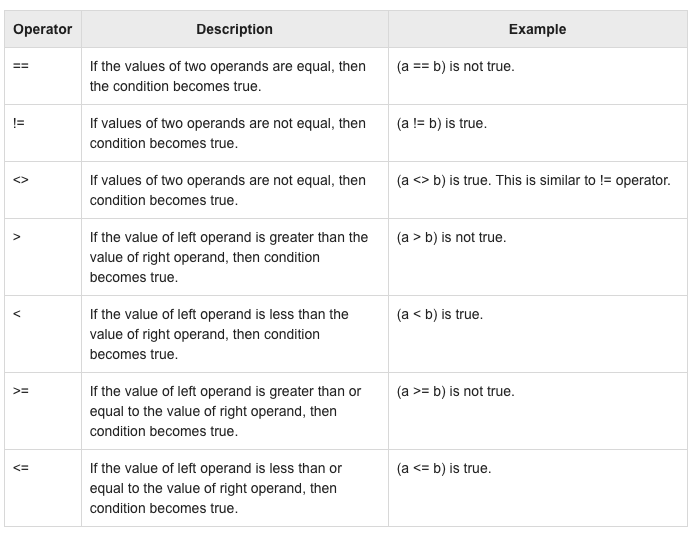 Operator Description Example
== If the values of two operands are equal, then (a == b) is not true.
the condition becomes true.
!= If values of two operands are not equal, then (a != b) is true.
condition becomes true.
<> If values of two operands are not equal, then (a <> b) is true. This is similar to != operator.
condition becomes true.
> If the value of left operand is greater than the (a > b) is not true.
value of right operand, then condition
becomes true.
< If the value of left operand is less than the (a < b) is true.
value of right operand, then condition
becomes true.
>= If the value of left operand is greater than or (a >= b) is not true.
equal to the value of right operand, then
condition becomes true.
<= If the value of left operand is less than or (a <= b) is true.
equal to the value of right operand, then
condition becomes true.